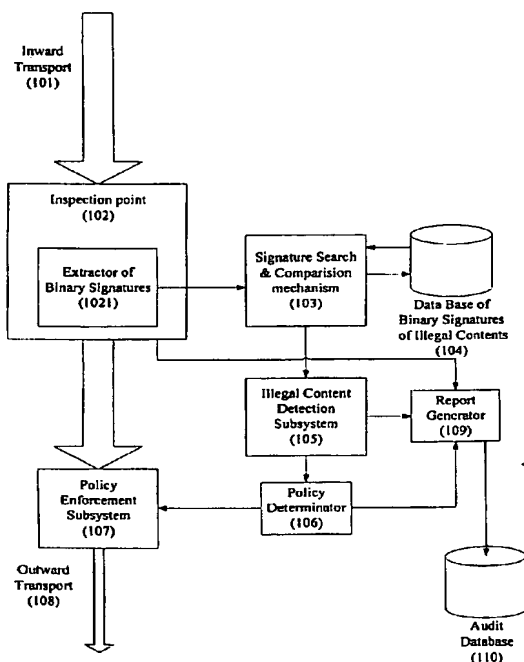 Inward
Transport
(101)
Inspection point
(102)
Extractor of
Binary Signatures
(1021)
Signature Search
& Comparision
mechanism
(103)
Data Base of
Binary Signatures
of Illegal Contents
(104)
Illegal Content
Detection
Subsystem
(105)
Report
Generator
(109)
Policy
Enforcement
Subsystem
(107)
Policy
Determinator
(106)
Outward
Transport
(108)
Audit
Database
(110)